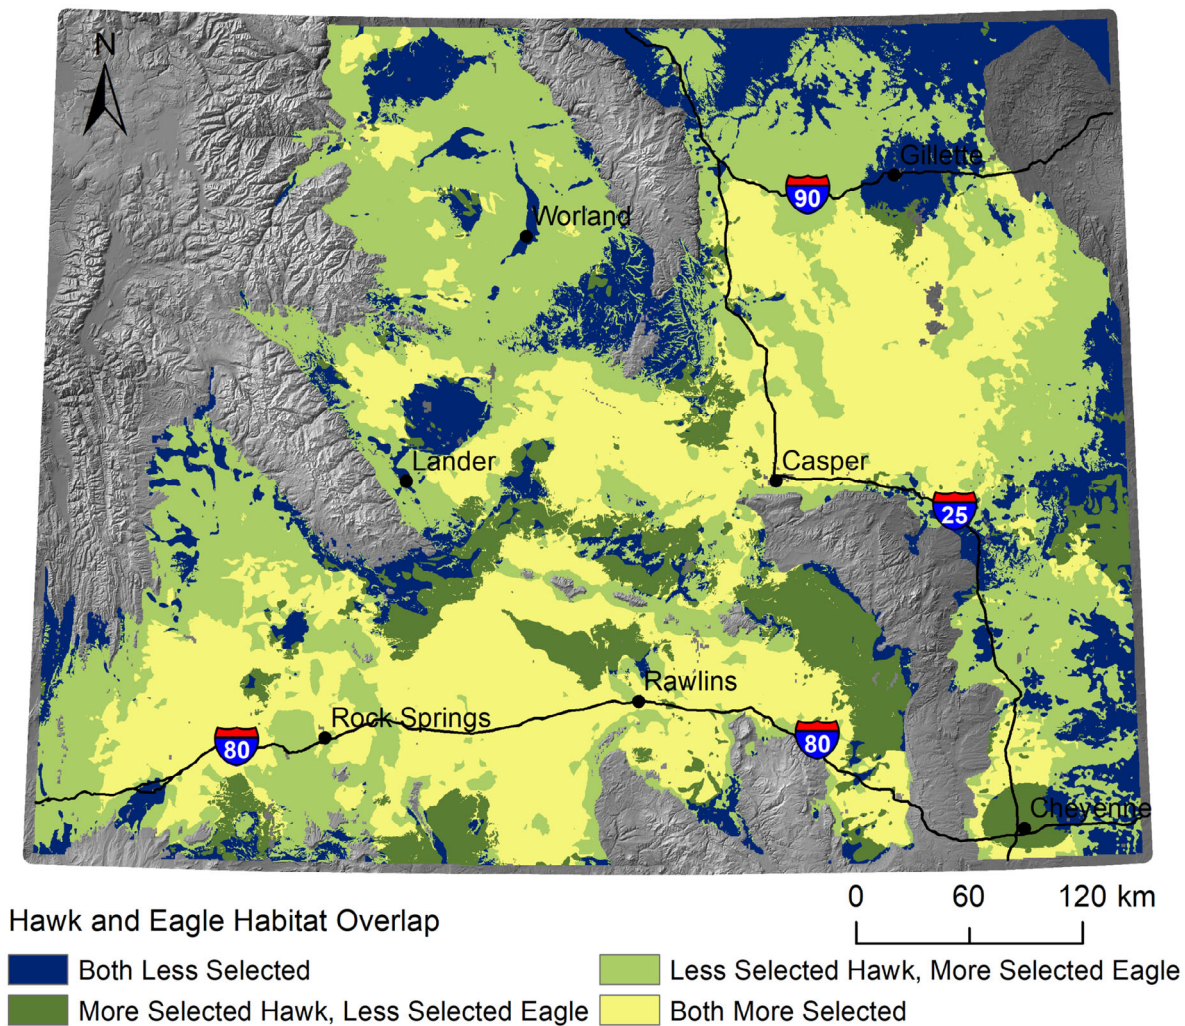 N
Gillette
90
Worland
Lander
Casper
25
Rawlins
Rock Springs
80
80
Cheyenne
0 60 120 km
Hawk and Eagle Habitat Overlap
Both Less Selected
Less Selected Hawk, More Selected Eagle
More Selected Hawk, Less Selected Eagle
Both More Selected